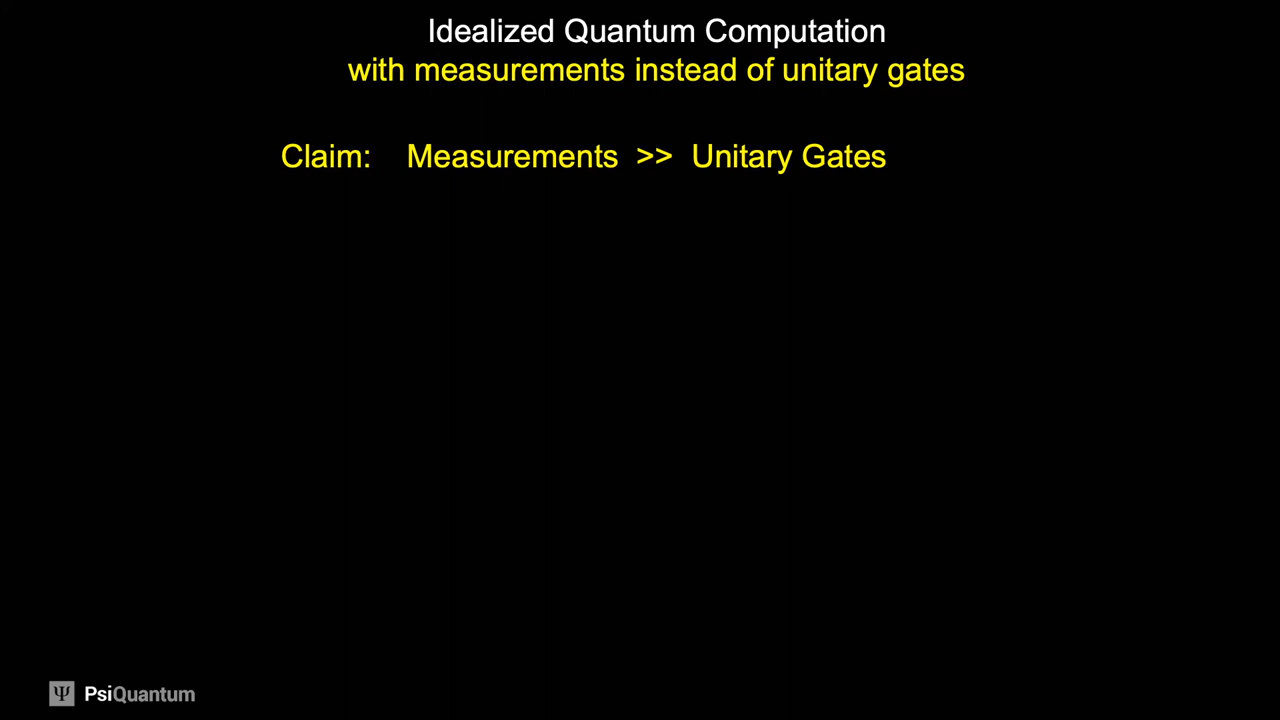 Idealized Quantum Computation
with measurements instead of unitary gates
Claim: Measurements >> Unitary Gates
Ψ PsiQuantum